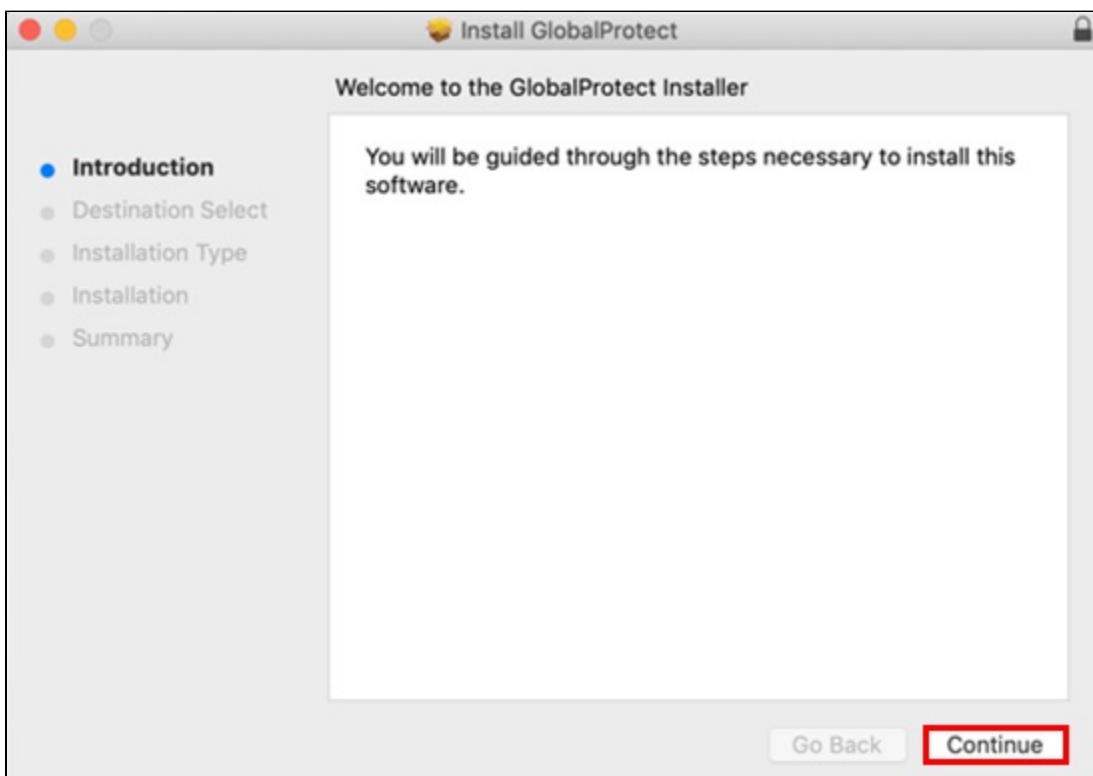 Install GlobalProtect
Welcome to the GlobalProtect Installer
Introduction
Destination Select
Installation Type
Installation
Summary
You will be guided through the steps necessary to install this
software.
Go Back
Continue